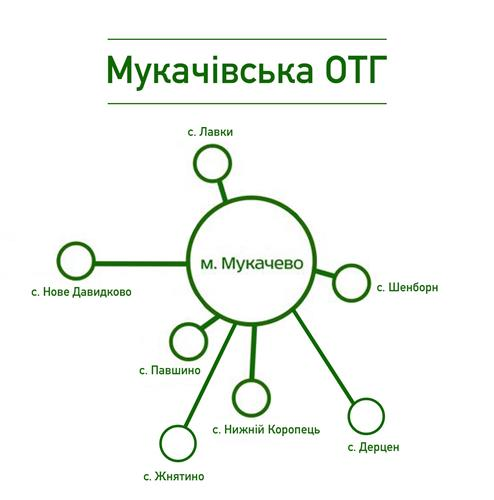 Мукачівська ОТГ
с. Лавки
м. Мукачево
с. Нове Давидково
с. Шенборн
с. Павшино
с. Нижній Коропець
с. Дерцен
с. Жнятино